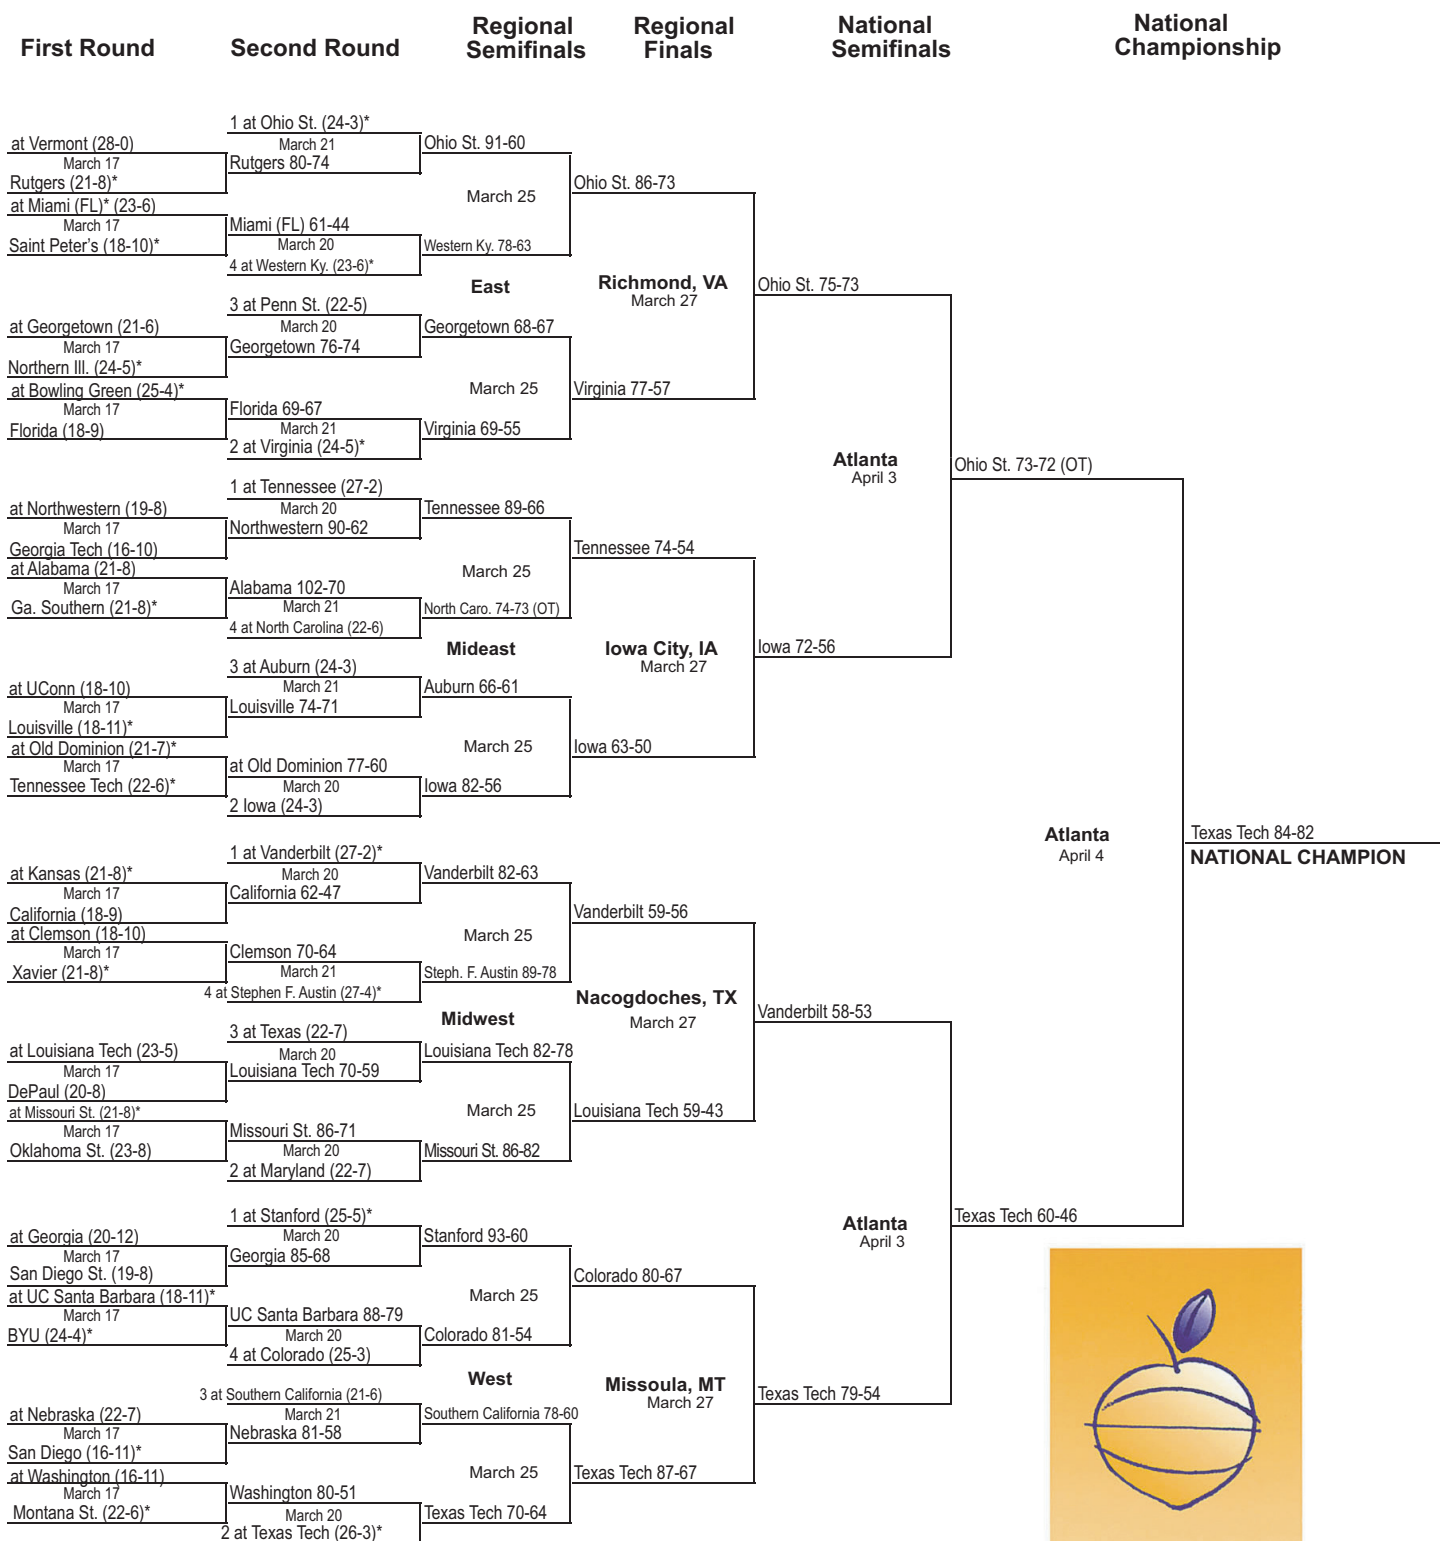 First Round
Second Round
Regional
Semifinals
Regional
Finals
National
Semifinals
National
Championship
at Vermont (28-0)
March 17
Rutgers (21-8)*
at Miami (FL)* (23-6)
March 17
Saint Peter's (18-10)*
at Georgetown (21-6)
March 17
Northern Ill. (24-5)*
at Bowling Green (25-4)*
March 17
Florida (18-9)
at Northwestern (19-8)
March 17
Georgia Tech (16-10)
at Alabama (21-8)
March 17
Ga. Southern (21-8)*
at UConn (18-10)
March 17
Louisville (18-11)*
at Old Dominion (21-7)*
March 17
Tennessee Tech (22-6)*
at Kansas (21-8)*
March 17
California (18-9)
at Clemson (18-10)
March 17
Xavier (21-8)*
at Louisiana Tech (23-5)
March 17
DePaul (20-8)
at Missouri St. (21-8)*
March 17
Oklahoma St. (23-8)
at Georgia (20-12)
March 17
San Diego St. (19-8)
at UC Santa Barbara (18-11)*
March 17
BYU (24-4)*
at Nebraska (22-7)
March 17
San Diego (16-11)*
at Washington (16-11)
March 17
Montana St. (22-6)*
1 at Ohio St. (24-3)*
March 21
Rutgers 80-74
Miami (FL) 61-44
March 20
4 at Western Ky. (23-6)*
3 at Penn St. (22-5)
March 20
Georgetown 76-74
Florida 69-67
March 21
2 at Virginia (24-5)*
1 at Tennessee (27-2)
March 20
Northwestern 90-62
Alabama 102-70
March 21
4 at North Carolina (22-6)
3 at Auburn (24-3)
March 21
Louisville 74-71
at Old Dominion 77-60
March 20
2 Iowa (24-3)
1 at Vanderbilt (27-2)*
March 20
California 62-47
Clemson 70-64
March 21
4 at Stephen F. Austin (27-4)*
3 at Texas (22-7)
March 20
Louisiana Tech 70-59
Missouri St. 86-71
March 20
2 at Maryland (22-7)
1 at Stanford (25-5)*
March 20
Georgia 85-68
UC Santa Barbara 88-79
March 20
4 at Colorado (25-3)
3 at Southern California (21-6)
March 21
Nebraska 81-58
Washington 80-51
March 20
2 at Texas Tech (26-3)*
Ohio St. 91-60
March 25
Western Ky. 78-63
East
Georgetown 68-67
March 25
Virginia 69-55
Tennessee 89-66
March 25
North Caro. 74-73 (OT)
Mideast
Auburn 66-61
March 25
Iowa 82-56
Vanderbilt 82-63
March 25
Steph. F. Austin 89-78
Midwest
Louisiana Tech 82-78
March 25
Missouri St. 86-82
Stanford 93-60
March 25
Colorado 81-54
West
Southern California 78-60
March 25
Texas Tech 70-64
Ohio St. 86-73
Richmond, VA
March 27
Virginia 77-57
Tennessee 74-54
Iowa City, IA
March 27
Iowa 63-50
Vanderbilt 59-56
Nacogdoches, TX
March 27
Louisiana Tech 59-43
Colorado 80-67
Missoula, MT
March 27
Texas Tech 87-67
Ohio St. 75-73
Atlanta
April 3
Iowa 72-56
Vanderbilt 58-53
Atlanta
April 3
Texas Tech 79-54
Ohio St. 73-72 (OT)
Atlanta
April 4
Texas Tech 60-46
Texas Tech 84-82
NATIONAL CHAMPION